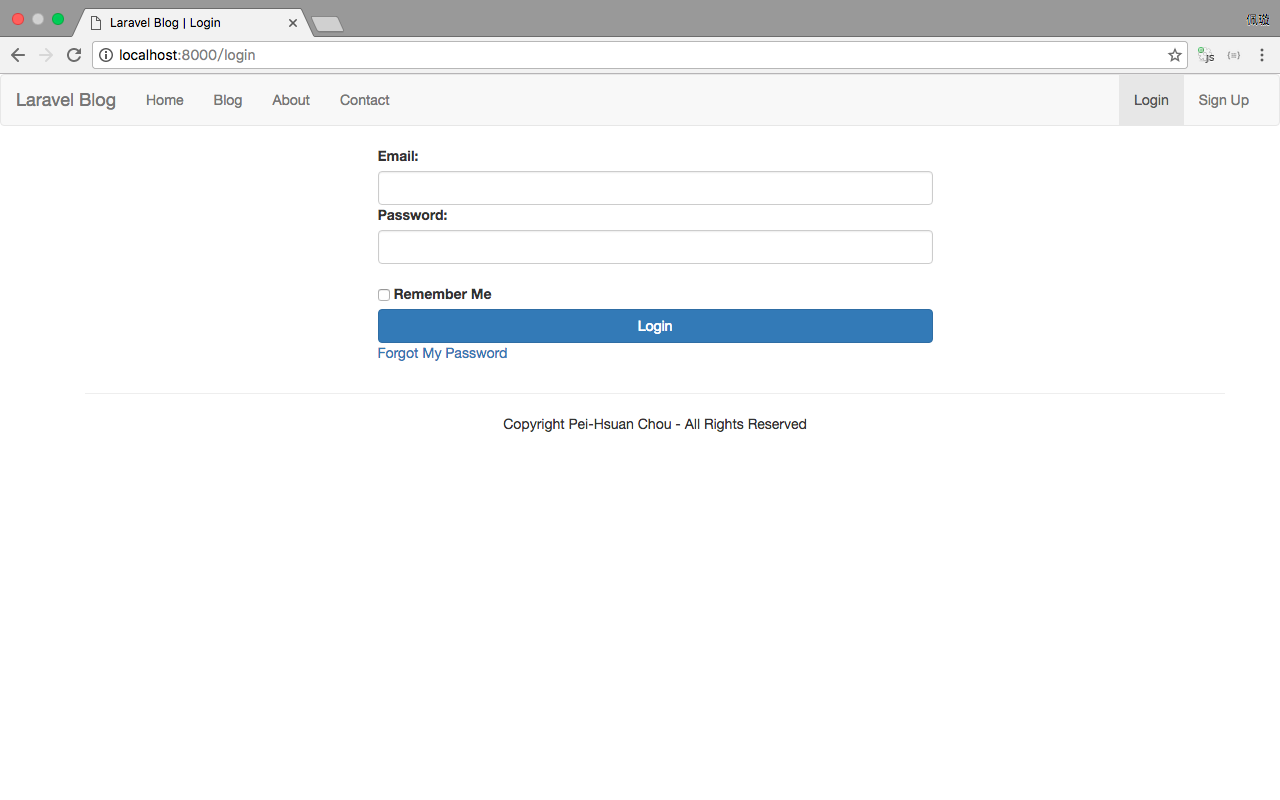 Laravel Blog | Login
佩璇
localhost:8000/login
JS
Laravel Blog Home Blog About Contact Login Sign Up
Email:
Password:
Remember Me
Login
Forgot My Password
Copyright Pei-Hsuan Chou - All Rights Reserved